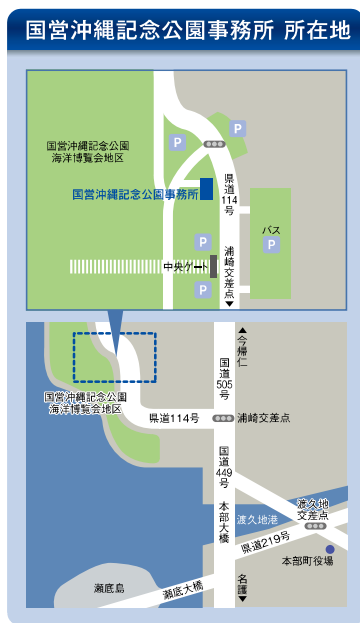 国営沖縄記念公園事務所 所在地
国営沖縄記念公園
海洋博覧会地区
P
P
国営沖縄記念公園事務所
県道114号
バス
P
P
中央ゲート
P
浦崎交差点▼
▲今帰仁
国道505号
国営沖縄記念公園
海洋博覧会地区
県道114号
浦崎交差点
国道449号
渡久地
交差点
本部大橋
渡久地港
県道219号
本部町役場
瀬底島
瀬底大橋
名護▼